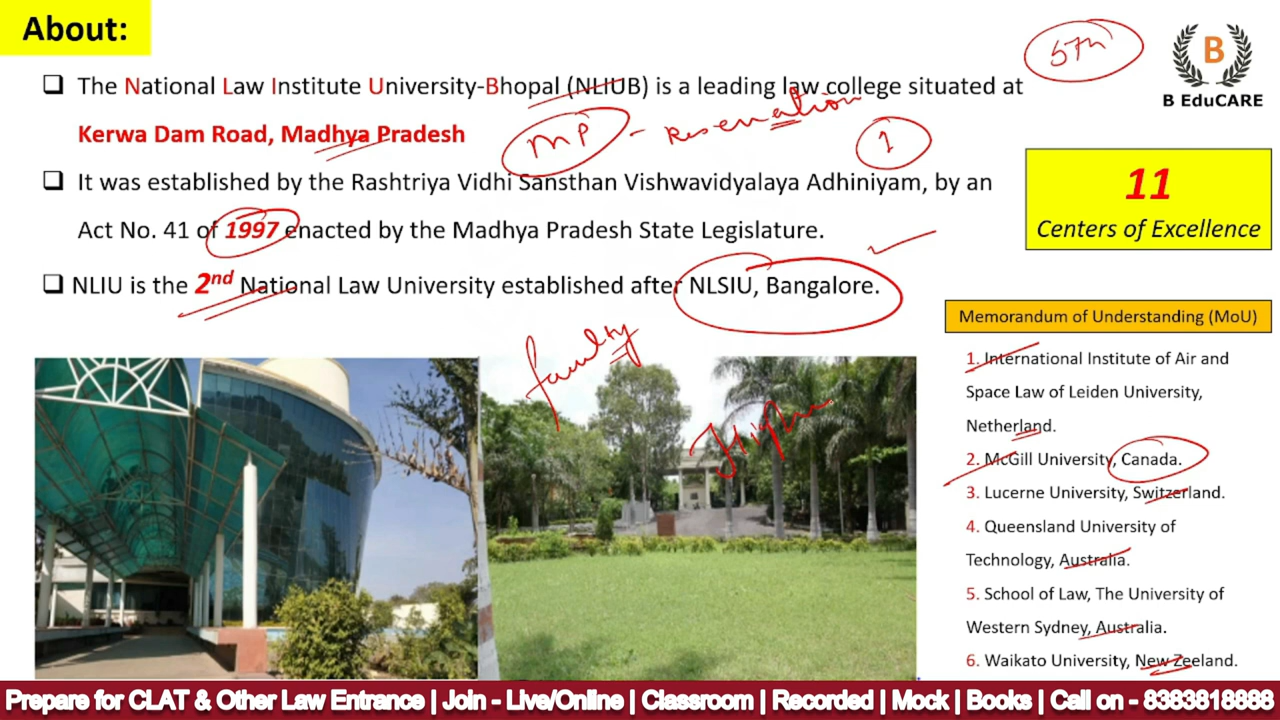 About:
5th
B
B EduCARE
❑ The National Law Institute University-Bhopal (NLIUB) is a leading law college situated at
Kerwa Dam Road, Madhya Pradesh
MP - Reservation
1
❑ It was established by the Rashtriya Vidhi Sansthan Vishwavidyalaya Adhiniyam, by an
Act No. 41 of 1997 enacted by the Madhya Pradesh State Legislature.
❑ NLIU is the 2nd National Law University established after NLSIU, Bangalore.
faculty
Highe
11
Centers of Excellence
Memorandum of Understanding (MoU)
1. International Institute of Air and
Space Law of Leiden University,
Netherland.
2. McGill University, Canada.
3. Lucerne University, Switzerland.
4. Queensland University of
Technology, Australia.
5. School of Law, The University of
Western Sydney, Australia.
6. Waikato University, New Zeeland.
Prepare for CLAT & Other Law Entrance | Join - Live/Online | Classroom | Recorded | Mock | Books | Call on - 8383818888